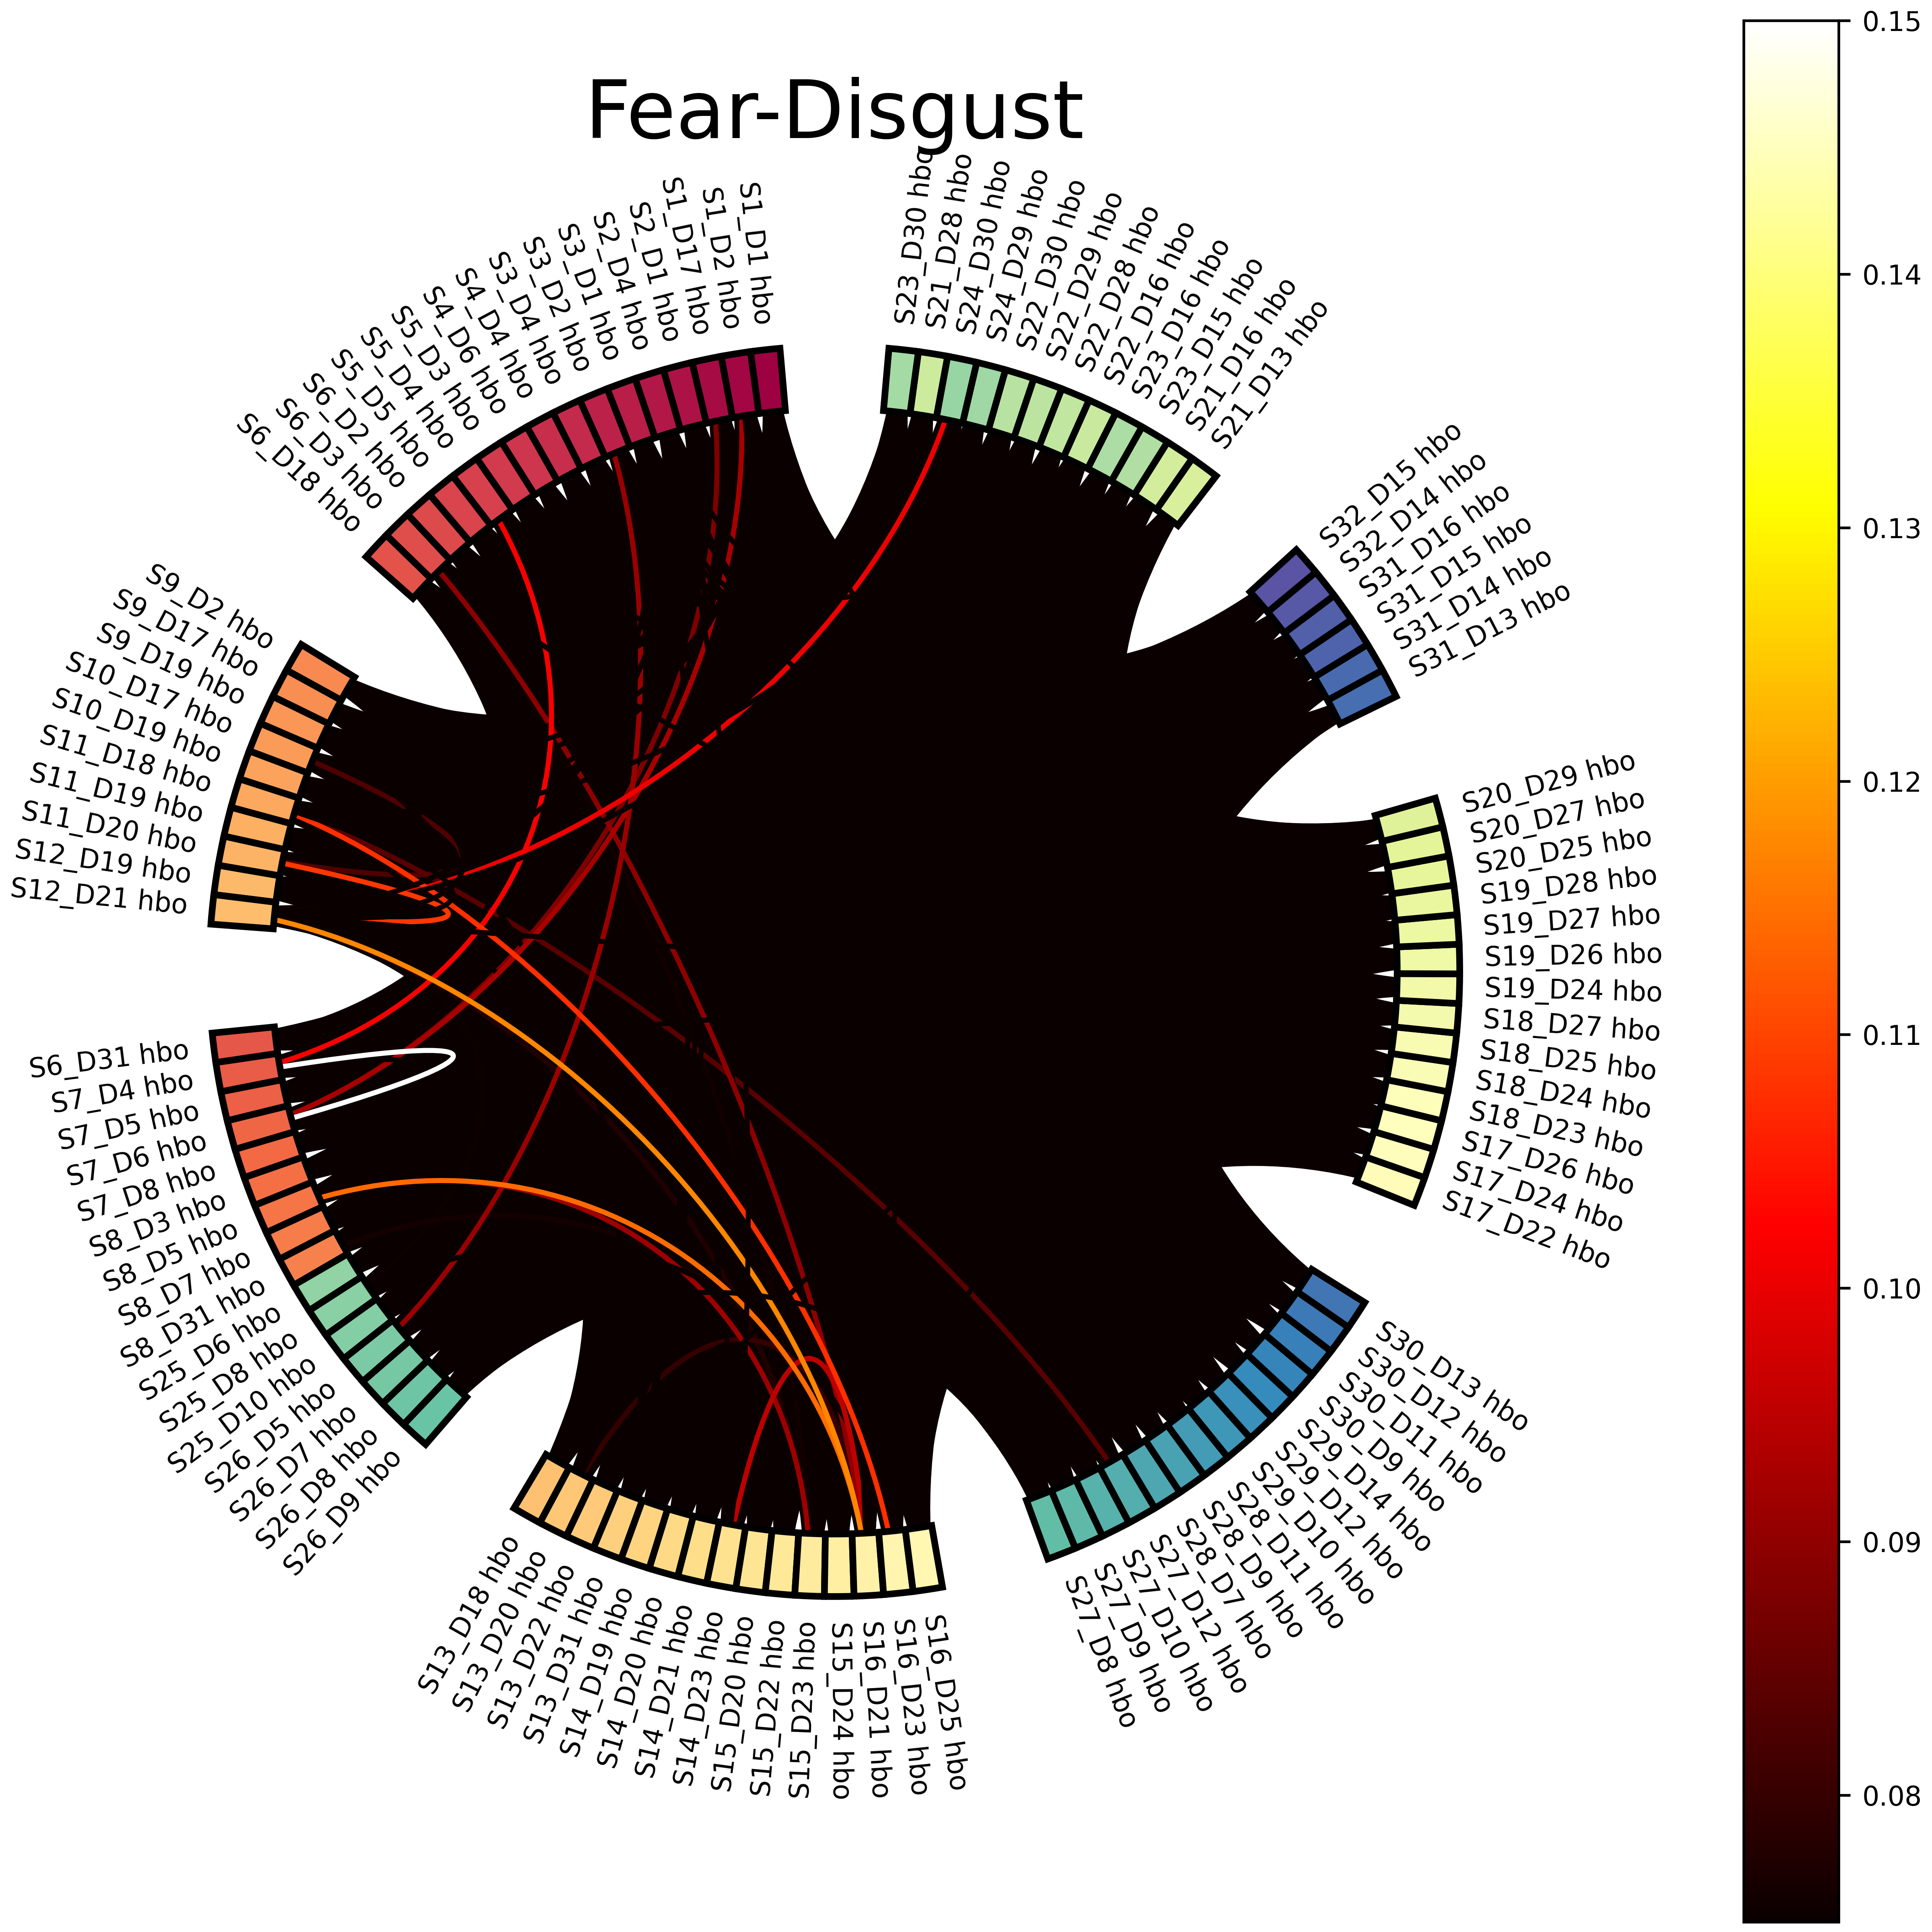 Fear-Disgust
S1_D1 hbo
S1_D2 hbo
S1_D17 hbo
S2_D1 hbo
S2_D4 hbo
S3_D1 hbo
S3_D2 hbo
S3_D4 hbo
S4_D4 hbo
S4_D6 hbo
S5_D3 hbo
S5_D4 hbo
S5_D5 hbo
S6_D2 hbo
S6_D3 hbo
S6_D18 hbo
S9_D2 hbo
S9_D17 hbo
S9_D19 hbo
S10_D17 hbo
S10_D19 hbo
S11_D18 hbo
S11_D19 hbo
S11_D20 hbo
S12_D19 hbo
S12_D21 hbo
S6_D31 hbo
S7_D4 hbo
S7_D5 hbo
S7_D6 hbo
S7_D8 hbo
S8_D3 hbo
S8_D5 hbo
S8_D7 hbo
S8_D31 hbo
S25_D6 hbo
S25_D8 hbo
S25_D10 hbo
S26_D5 hbo
S26_D7 hbo
S26_D8 hbo
S26_D9 hbo
S13_D18 hbo
S13_D20 hbo
S13_D22 hbo
S13_D31 hbo
S14_D19 hbo
S14_D20 hbo
S14_D21 hbo
S14_D23 hbo
S15_D20 hbo
S15_D22 hbo
S15_D23 hbo
S15_D24 hbo
S16_D21 hbo
S16_D23 hbo
S16_D25 hbo
S27_D8 hbo
S27_D9 hbo
S27_D10 hbo
S27_D12 hbo
S28_D7 hbo
S28_D9 hbo
S28_D11 hbo
S29_D10 hbo
S29_D12 hbo
S29_D14 hbo
S30_D9 hbo
S30_D11 hbo
S30_D12 hbo
S30_D13 hbo
S17_D22 hbo
S17_D24 hbo
S17_D26 hbo
S18_D23 hbo
S18_D24 hbo
S18_D25 hbo
S18_D27 hbo
S19_D24 hbo
S19_D26 hbo
S19_D27 hbo
S19_D28 hbo
S20_D25 hbo
S20_D27 hbo
S20_D29 hbo
S31_D13 hbo
S31_D14 hbo
S31_D15 hbo
S31_D16 hbo
S32_D14 hbo
S32_D15 hbo
S21_D13 hbo
S21_D16 hbo
S23_D15 hbo
S23_D16 hbo
S22_D16 hbo
S22_D28 hbo
S22_D29 hbo
S22_D30 hbo
S24_D29 hbo
S24_D30 hbo
S21_D28 hbo
S23_D30 hbo
0.15
0.14
0.13
0.12
0.11
0.10
0.09
0.08